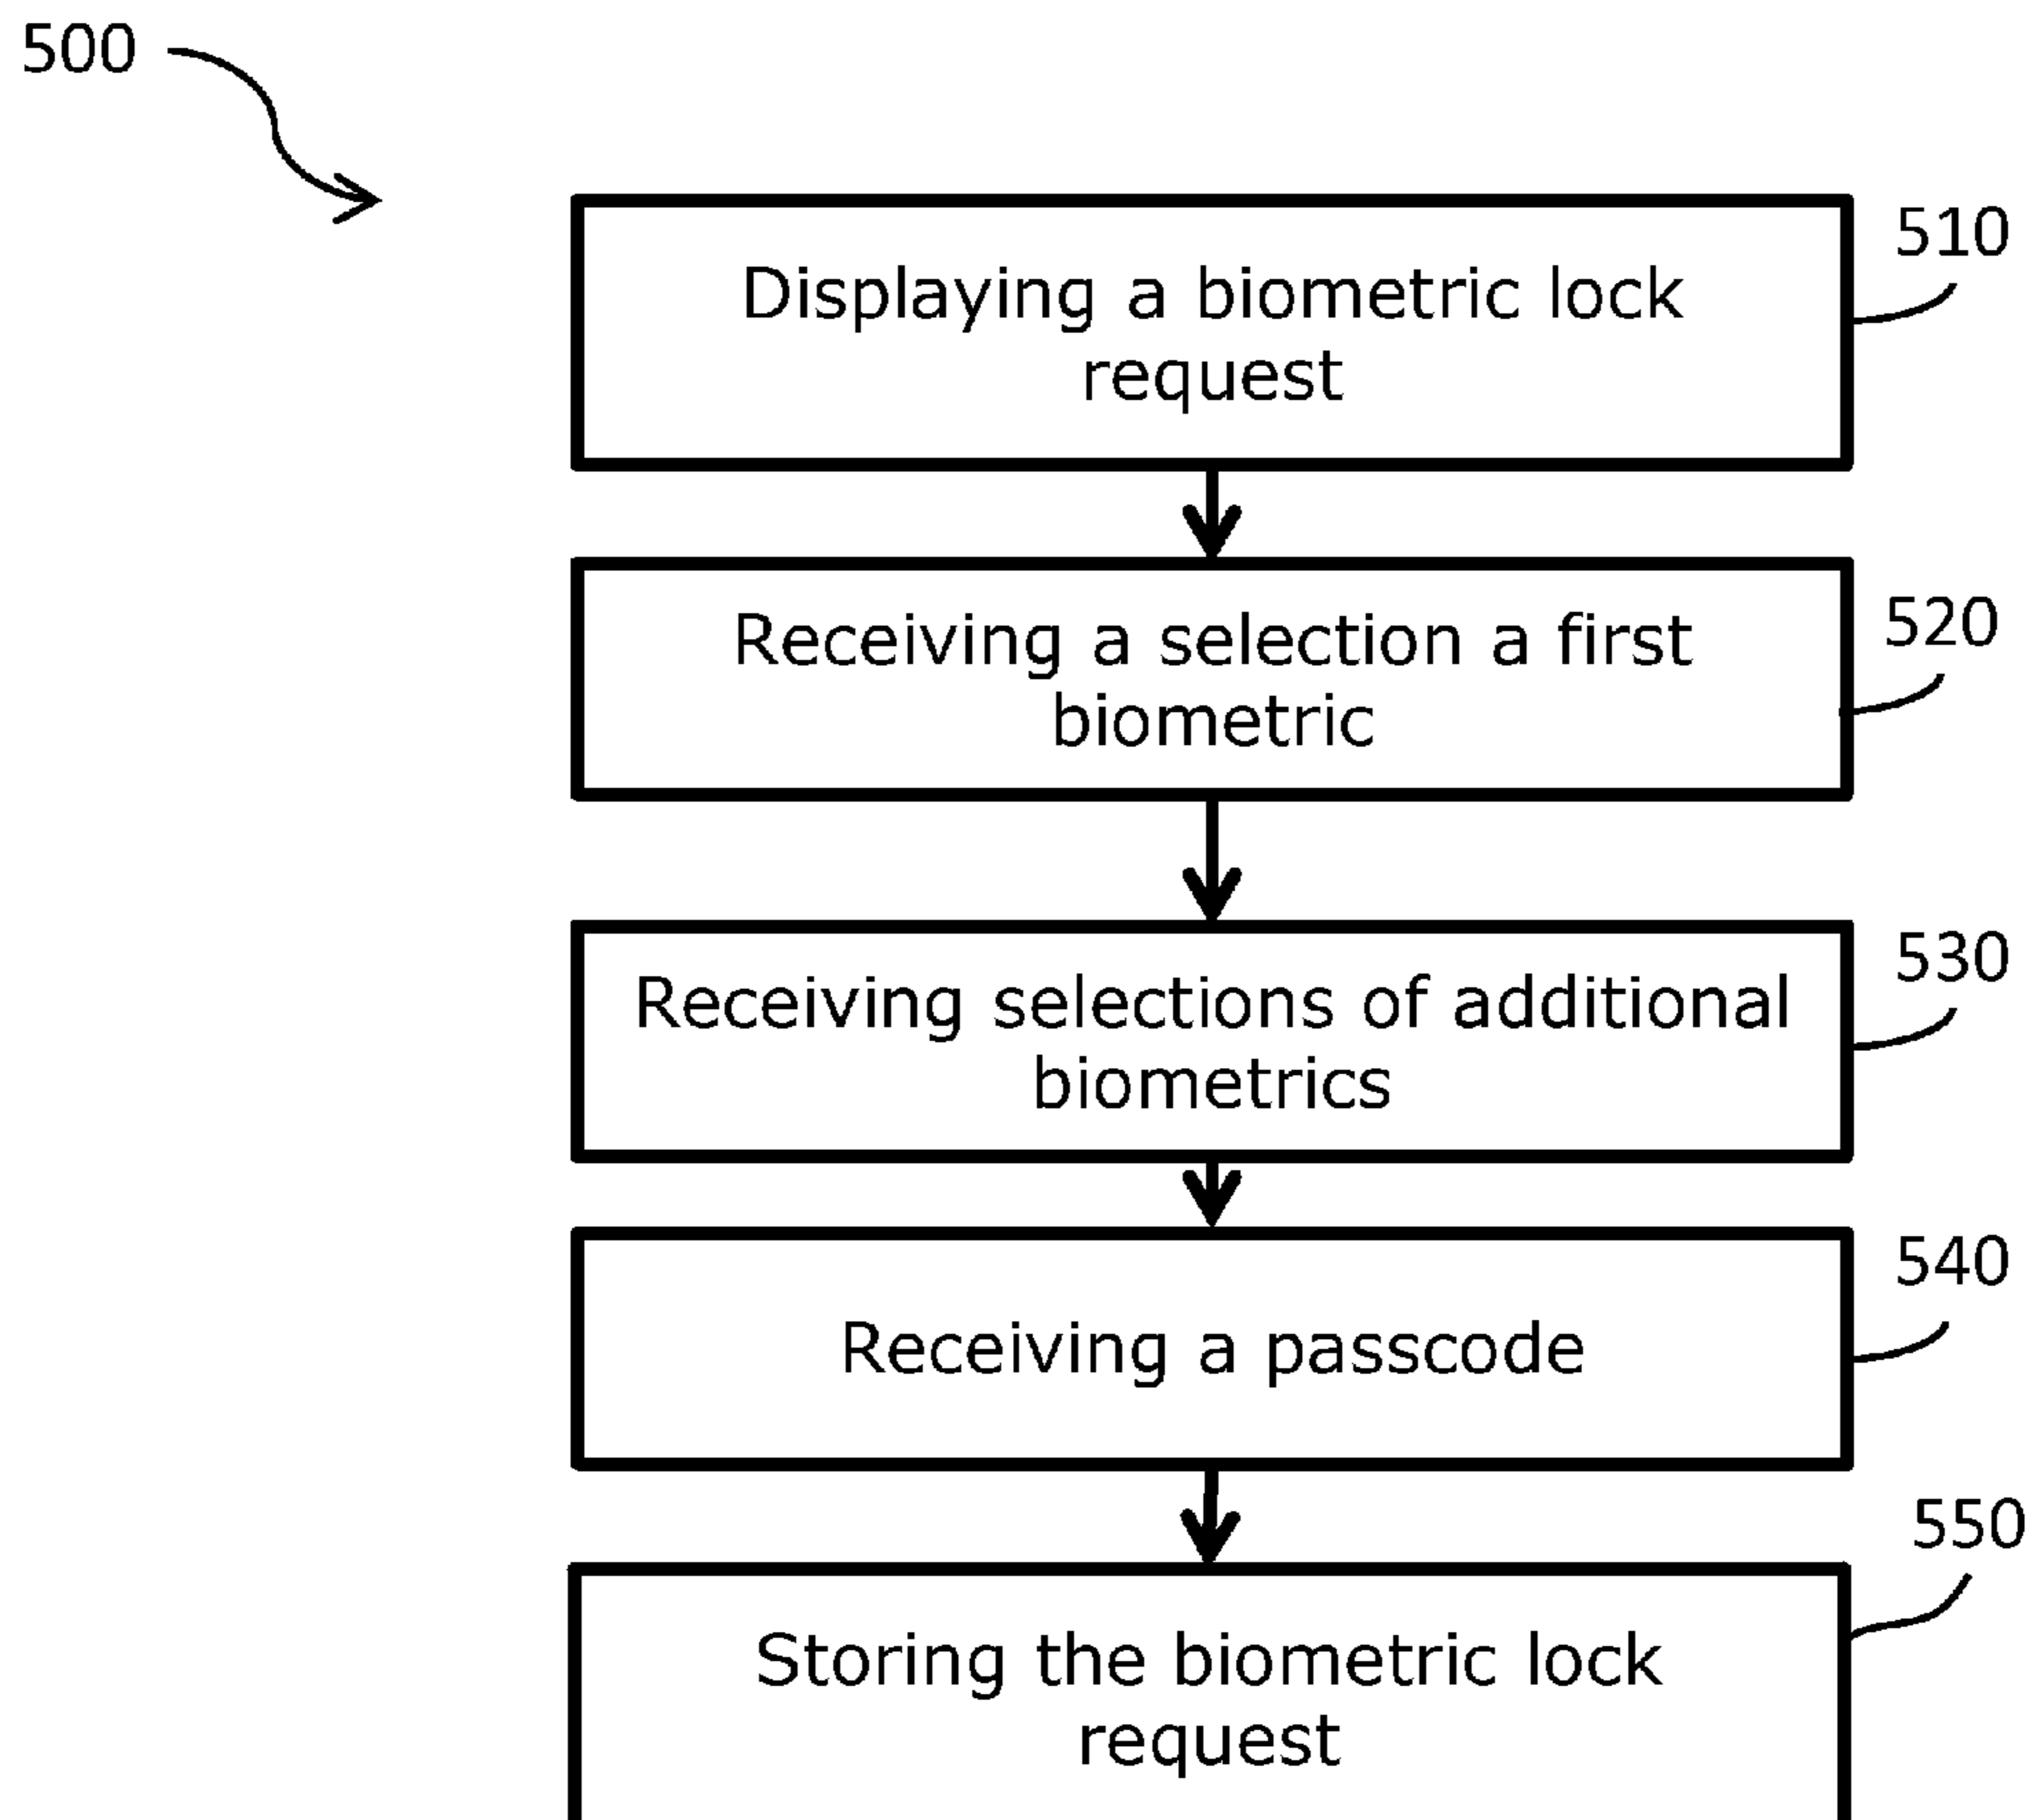 500
510
Displaying a biometric lock
request
520
Receiving a selection a first
biometric
530
Receiving selections of additional
biometrics
540
Receiving a passcode
550
Storing the biometric lock
request